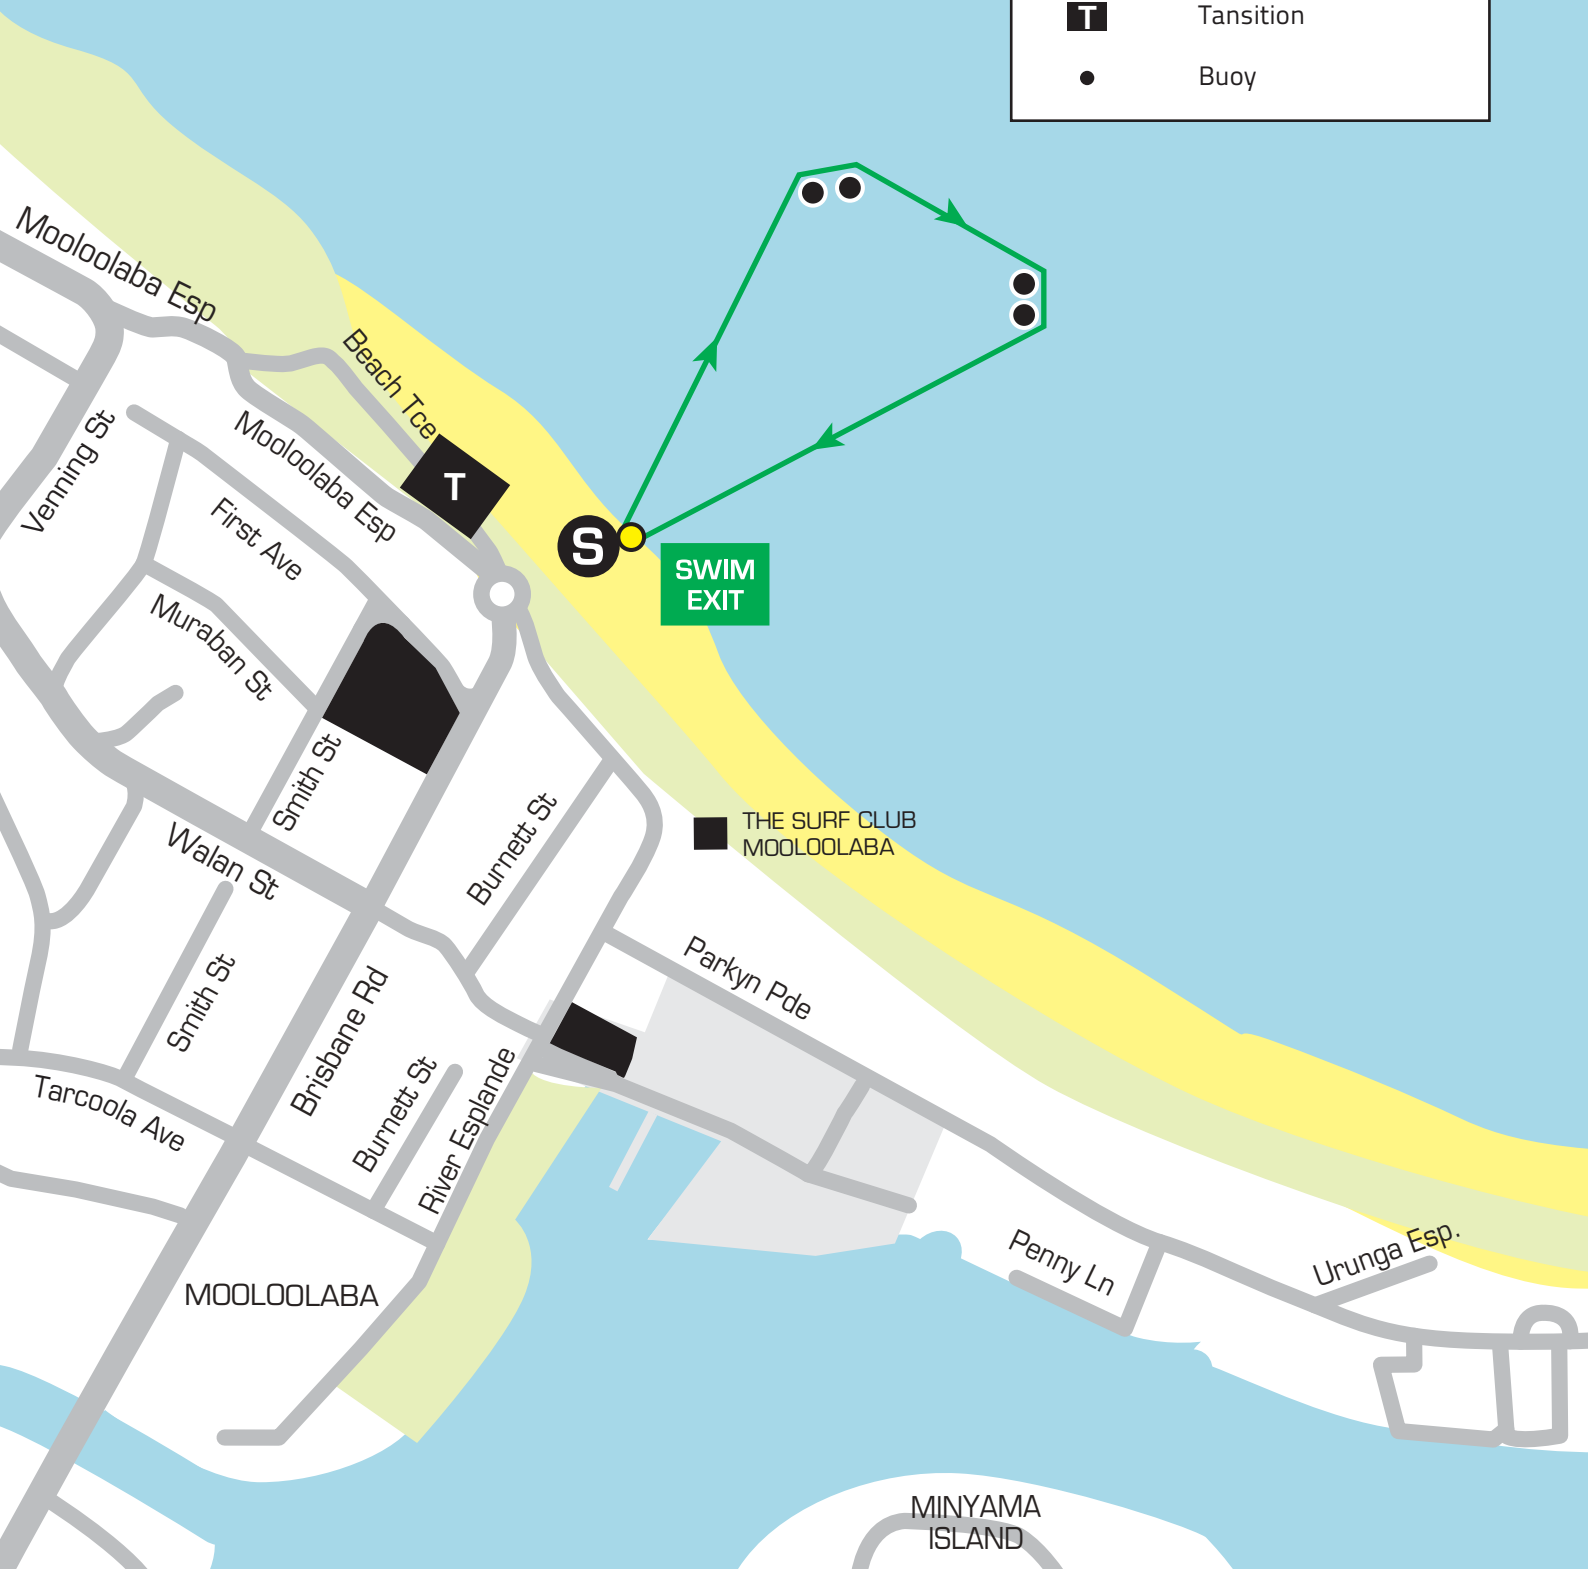 T
Tansition
Buoy
Mooloolaba Esp
Beach Tce
Venning St
Mooloolaba Esp
T
First Ave
S
SWIM
EXIT
Muraban St
Smith St
Burnett St
THE SURF CLUB
MOOLOOLABA
Walan St
Smith St
Parkyn Pde
Brisbane Rd
Burnett St
River Esplande
Tarcoola Ave
Penny Ln
Urunga Esp.
MOOLOOLABA
MINYAMA
ISLAND